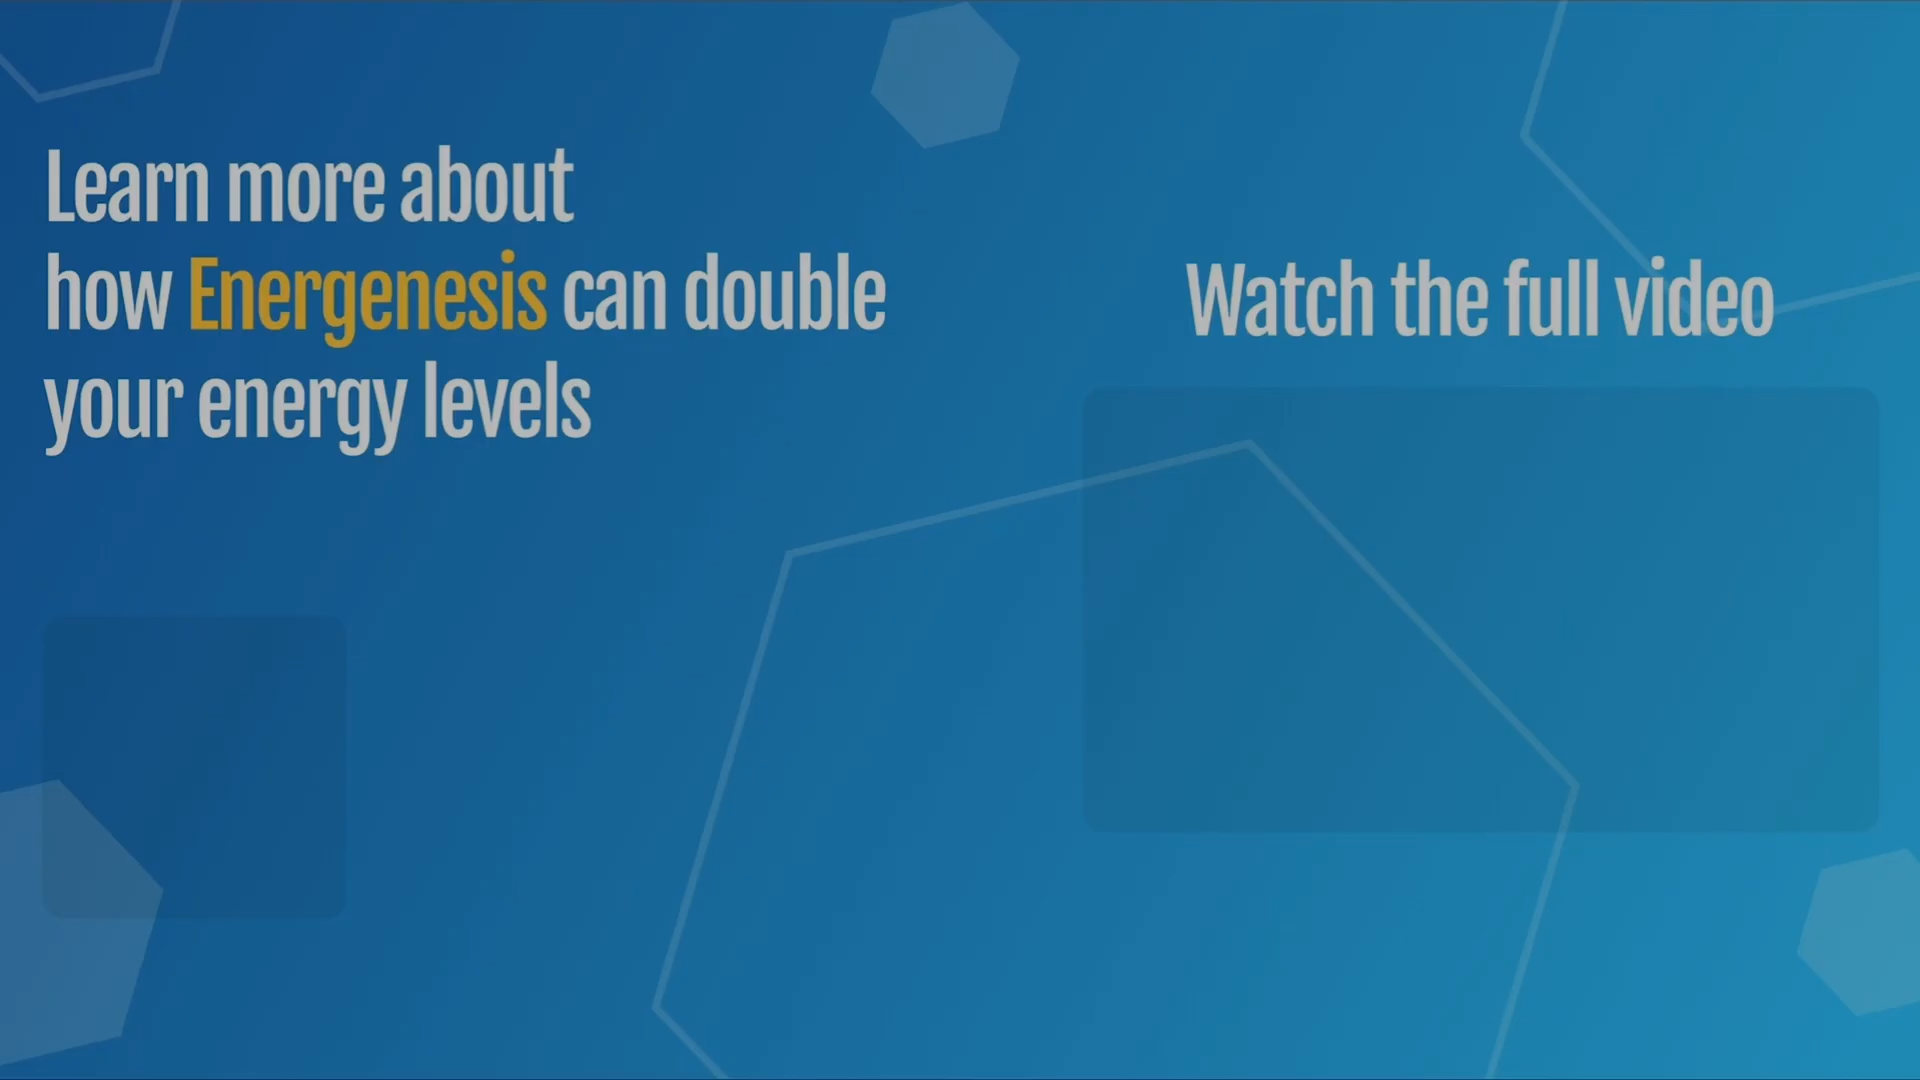 Learn more about
how Energenesis can double
your energy levels
Watch the full video